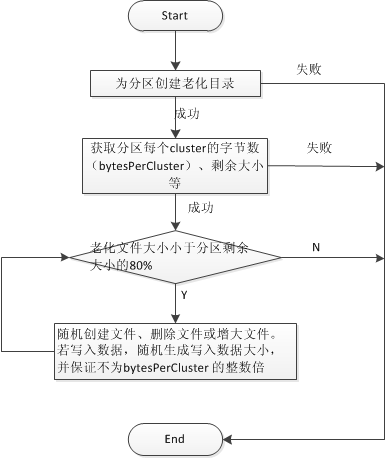 Start
为分区创建老化目录
失败
成功
获取分区每个cluster的字节数
（bytesPerCluster）、剩余大小
等
失败
成功
老化文件大小小于分区剩余
大小的80%
N
Y
随机创建文件、删除文件或增大文件。
若写入数据，随机生成写入数据大小，
并保证不为bytesPerCluster 的整数倍
End